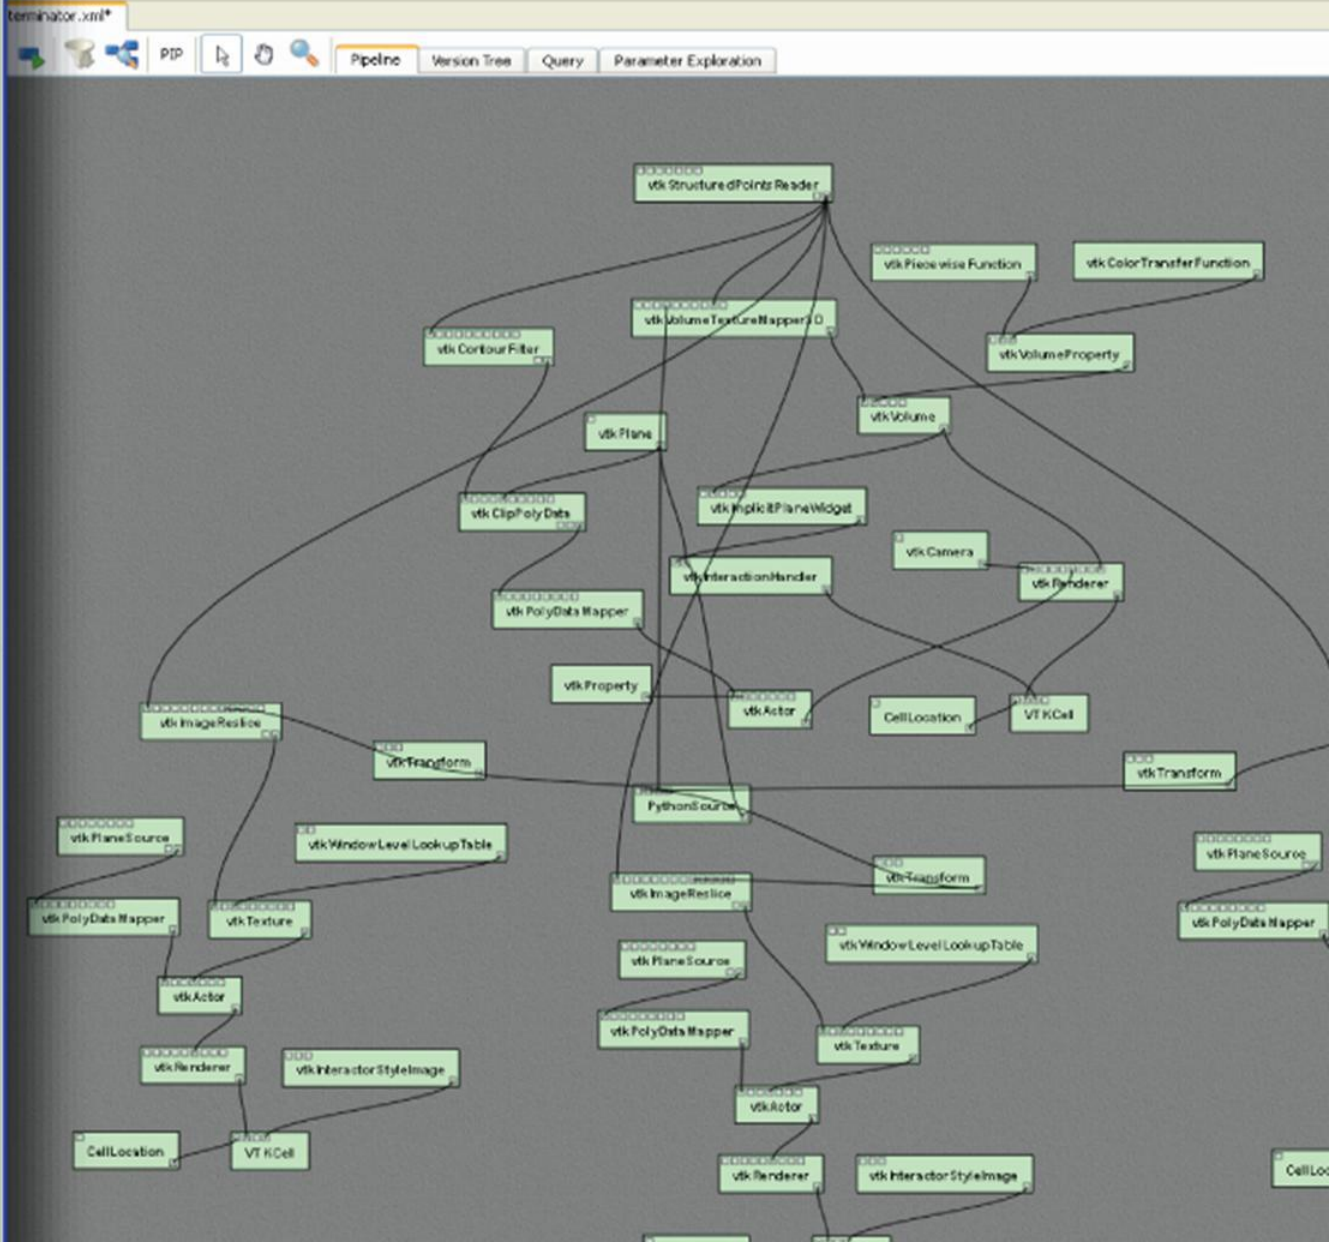 terminator.xml*
PIP
Pipeline
Version Tree
Query
Parameter Exploration
vtkStructuredPointsReader
vtkPiecewiseFunction
vtkColorTransferFunction
vtkVolumeTextureMapper3D
vtkContourFilter
vtkVolumeProperty
vtkVolume
vtkPlane
vtkClipPolyData
vtkImplicitPlaneWidget
vtkCamera
vtkInteractionHandler
vtkRenderer
vtkPolyDataMapper
vtkProperty
vtkActor
CellLocation
VTKCell
vtkImageReslice
vtkTransform
vtkTransform
PythonSource
vtkPlaneSource
vtkWindowLevelLookupTable
vtkPlaneSource
vtkTransform
vtkImageReslice
vtkPolyDataMapper
vtkTexture
vtkPolyDataMapper
vtkWindowLevelLookupTable
vtkPlaneSource
vtkActor
vtkPolyDataMapper
vtkTexture
vtkRenderer
vtkInteractorStyleImage
vtkActor
CellLocation
VTKCell
vtkRenderer
vtkInteractorStyleImage
CellLoc